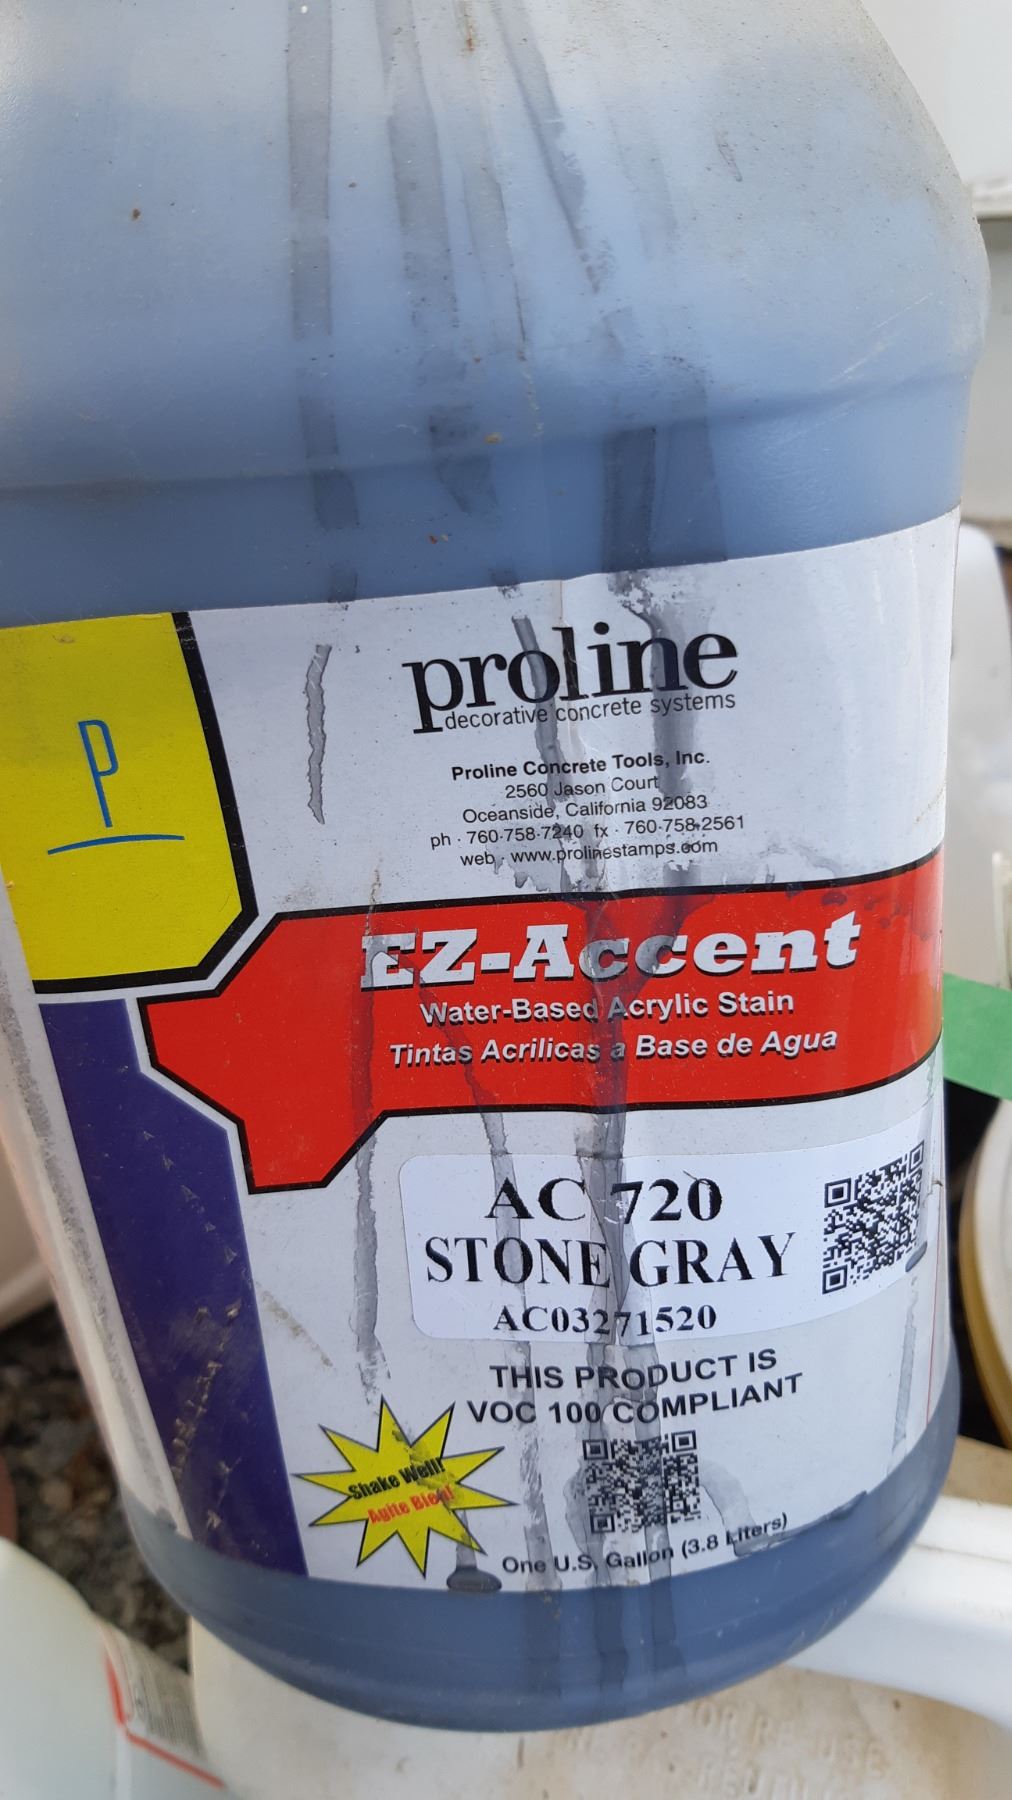 P
proline
decorative concrete systems
Proline Concrete Tools, Inc.
2560 Jason Court
Oceanside, California 92083
ph · 760·758·7240 fx · 760·758·2561
web · www.prolinestamps.com
EZ-Accent
Water-Based Acrylic Stain
Tintas Acrilicas a Base de Agua
AC 720
STONE GRAY
AC03271520
THIS PRODUCT IS
VOC 100 COMPLIANT
Shake Well!
Agite Bien!
One U.S. Gallon (3.8 Liters)